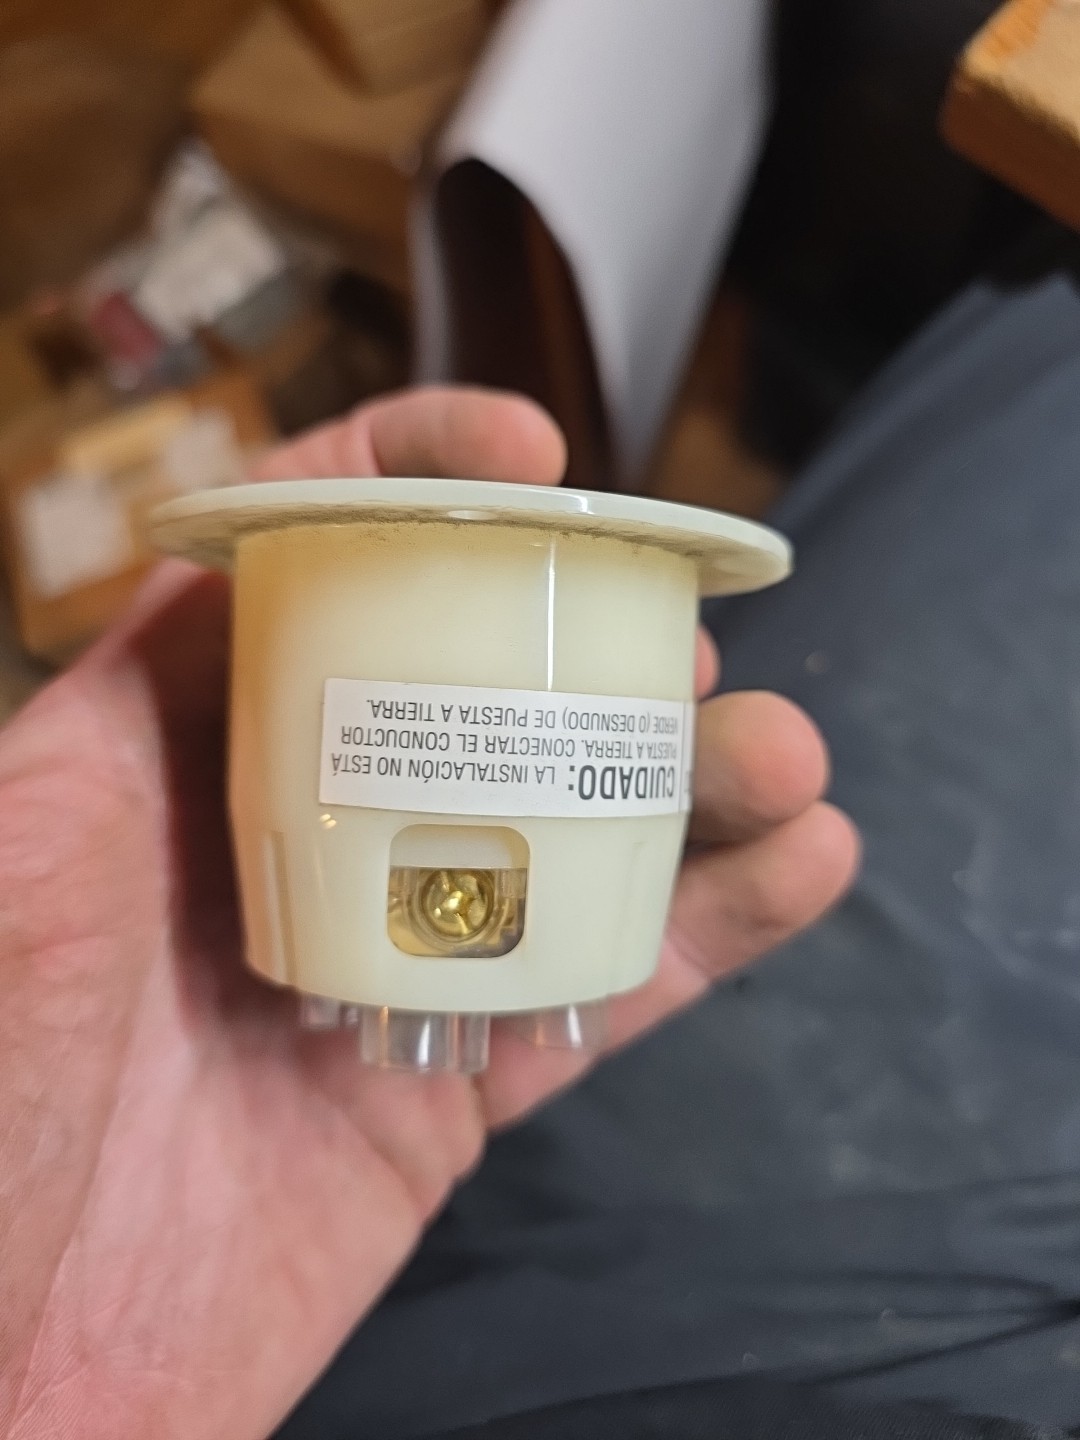 CUIDADO: LA INSTALACIÓN NO ESTÁ
PUESTA A TIERRA. CONECTAR EL CONDUCTOR
VERDE (O DESNUDO) DE PUESTA A TIERRA.